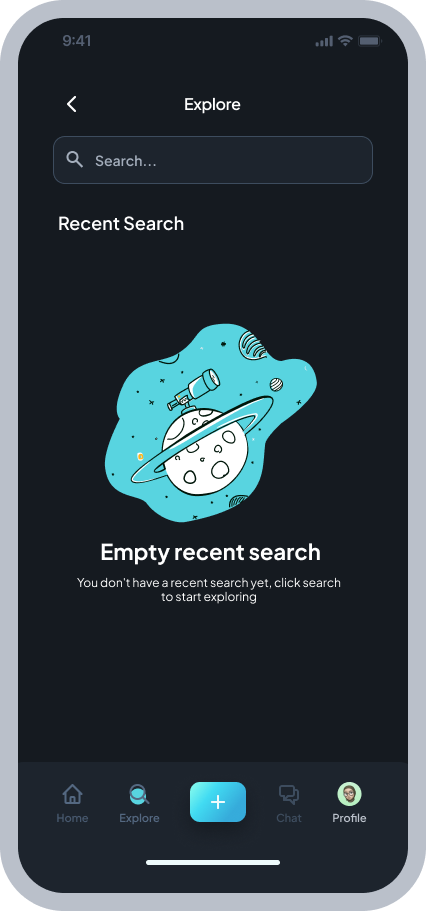 9:41
Explore
Search...
Recent Search
Empty recent search
You don't have a recent search yet, click search
to start exploring
Home
Explore
Chat
Profile